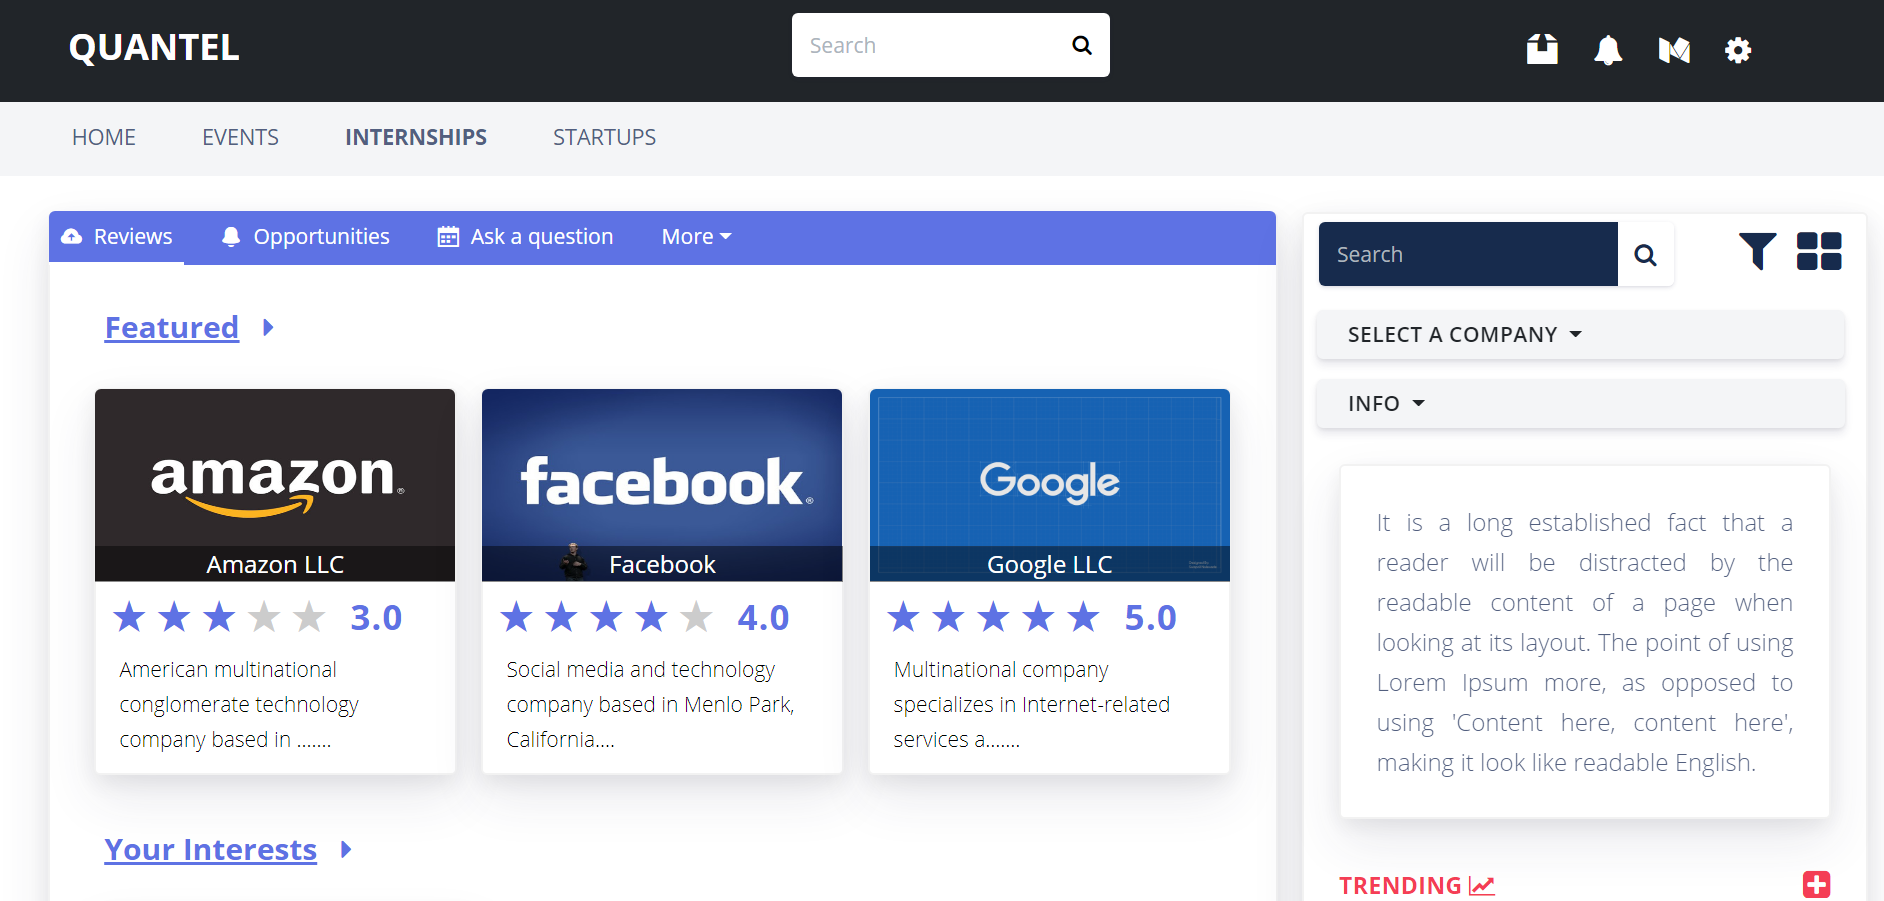 QUANTEL
Search
HOME EVENTS INTERNSHIPS STARTUPS
Reviews Opportunities Ask a question More
Featured
amazon®
Amazon LLC
3.0
American multinational
conglomerate technology
company based in .......
facebook®
Facebook
4.0
Social media and technology
company based in Menlo Park,
California....
Google
Google LLC
5.0
Multinational company
specializes in Internet-related
services a.......
Your Interests
Search
SELECT A COMPANY
INFO
It is a long established fact that a
reader will be distracted by the
readable content of a page when
looking at its layout. The point of using
Lorem Ipsum more, as opposed to
using 'Content here, content here',
making it look like readable English.
TRENDING